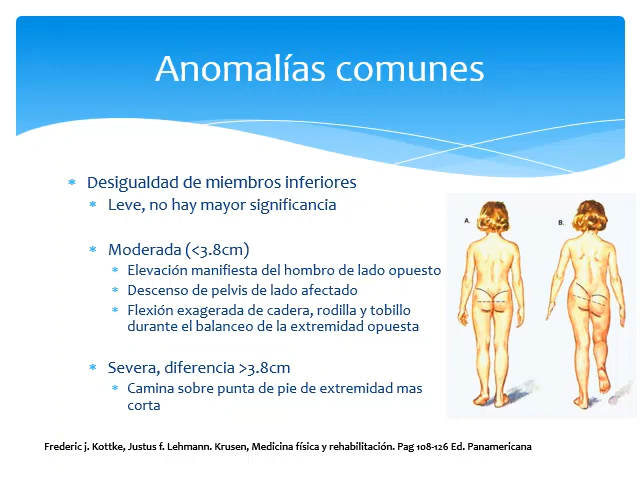 Anomalías comunes
Desigualdad de miembros inferiores
Leve, no hay mayor significancia
Moderada (<3.8cm)
Elevación manifiesta del hombro de lado opuesto
Descenso de pelvis de lado afectado
Flexión exagerada de cadera, rodilla y tobillo
durante el balanceo de la extremidad opuesta
Severa, diferencia >3.8cm
Camina sobre punta de pie de extremidad mas
corta
A.
B.
Frederic j. Kottke, Justus f. Lehmann. Krusen, Medicina física y rehabilitación. Pag 108-126 Ed. Panamericana